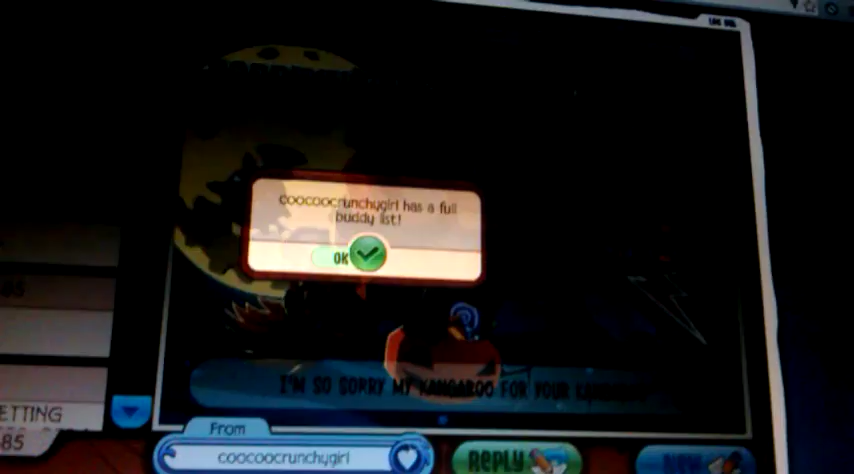 coocoocrunchygirl has a full
buddy list!
OK
I'M SO SORRY MY KANGAROO FOR YOUR
ETTING
85
From
coocoocrunchygirl
REPLY